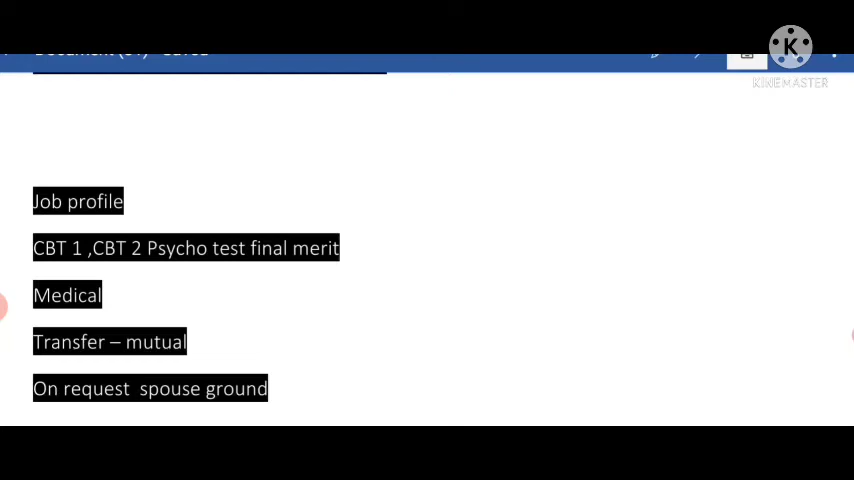 K
KINEMASTER
Job profile
CBT 1 ,CBT 2 Psycho test final merit
Medical
Transfer – mutual
On request  spouse ground